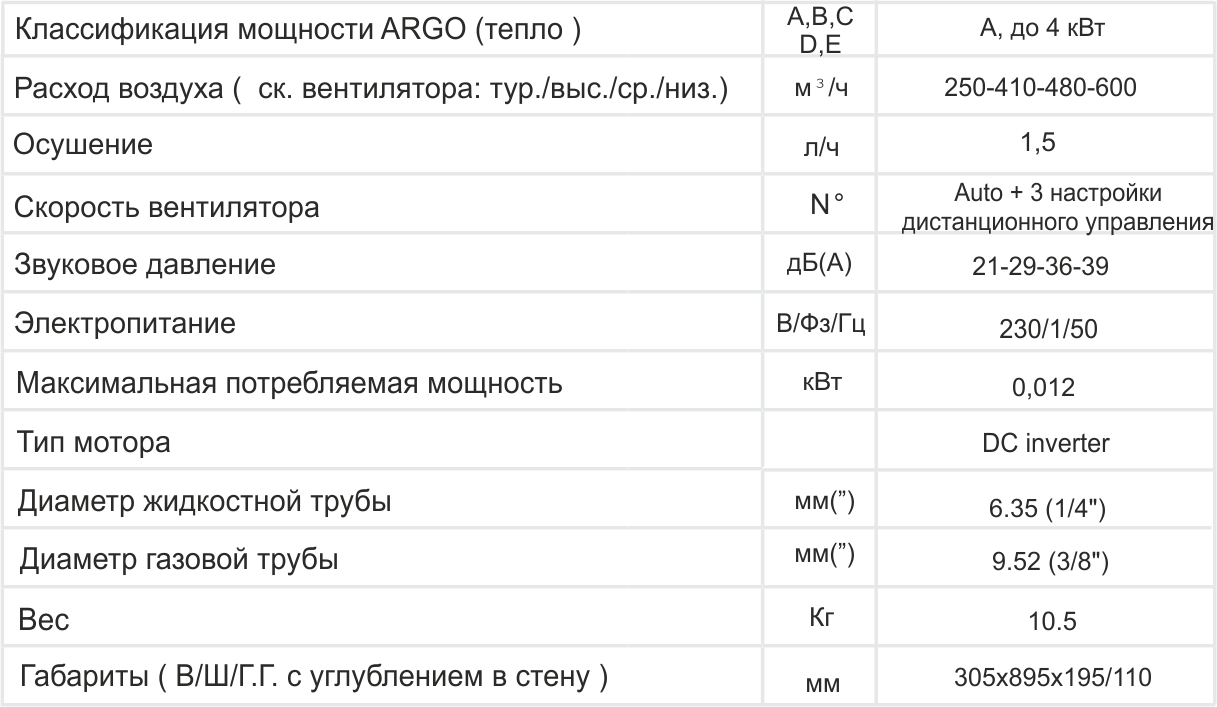 Классификация мощности ARGO (тепло ) A,B,C D,E A, до 4 кВт
Расход воздуха ( ск. вентилятора: тур./выс./ср./низ.) м ³ /ч 250-410-480-600
Осушение л/ч 1,5
Скорость вентилятора N° Auto + 3 настройки дистанционного управления
Звуковое давление дБ(А) 21-29-36-39
Электропитание В/Фз/Гц 230/1/50
Максимальная потребляемая мощность кВт 0,012
Тип мотора DC inverter
Диаметр жидкостной трубы мм(”) 6.35 (1/4")
Диаметр газовой трубы мм(”) 9.52 (3/8")
Вес Кг 10.5
Габариты ( В/Ш/Г.Г. с углублением в стену ) мм 305x895x195/110